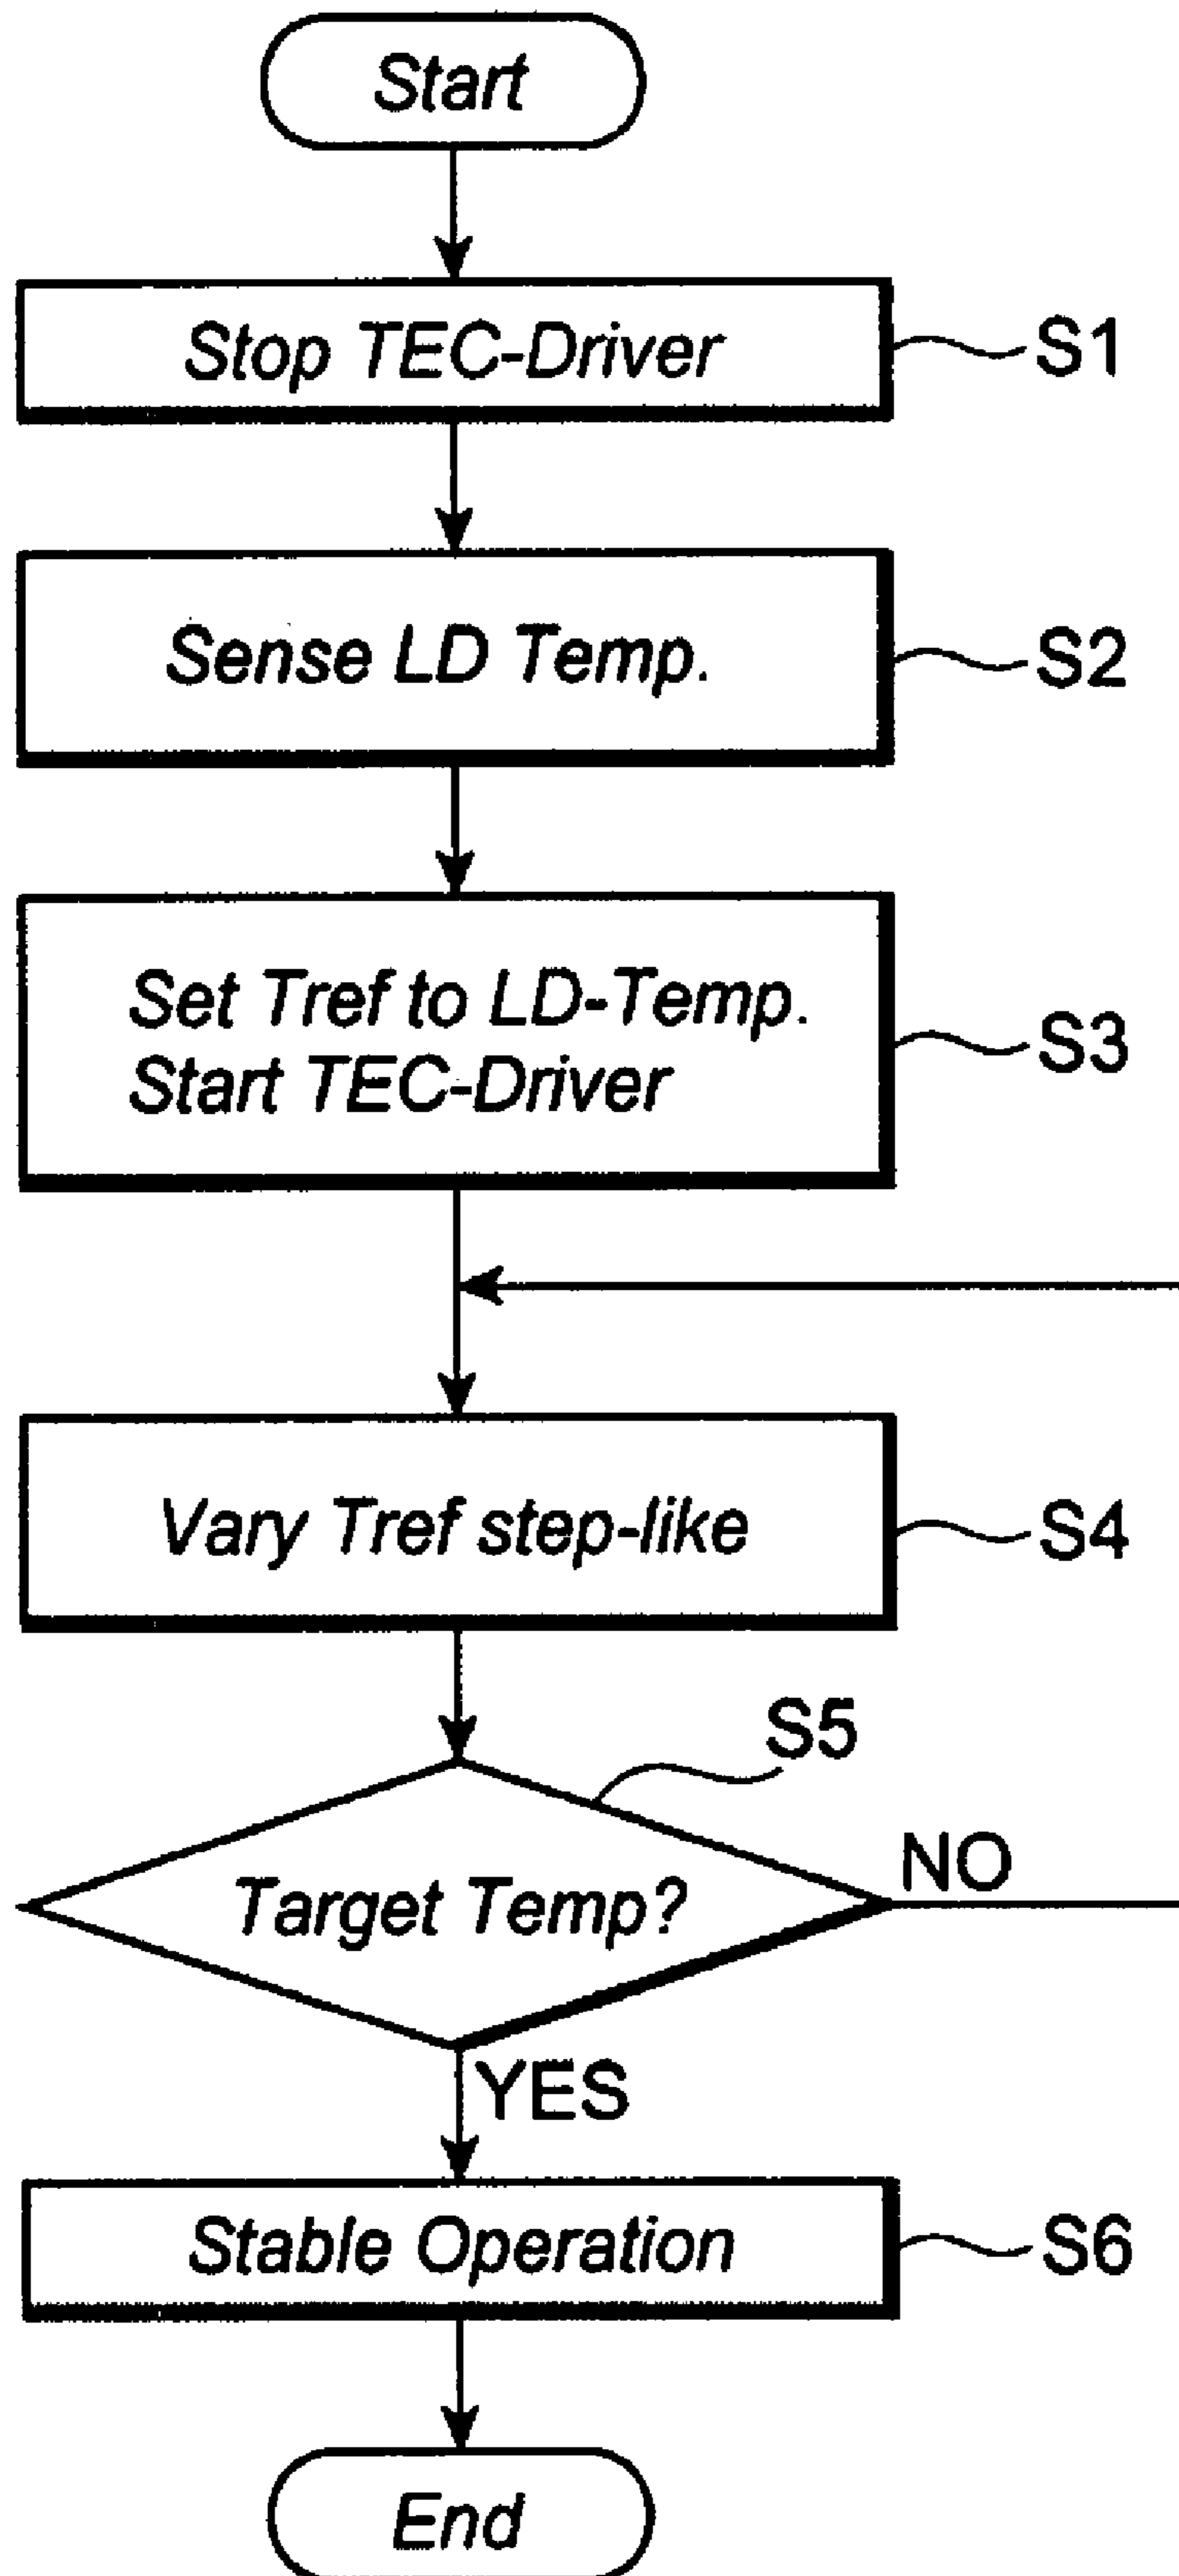 Start
Stop TEC-Driver
S1
Sense LD Temp.
S2
Set Tref to LD-Temp.
Start TEC-Driver
S3
Vary Tref step-like
S4
S5
Target Temp?
NO
YES
Stable Operation
S6
End